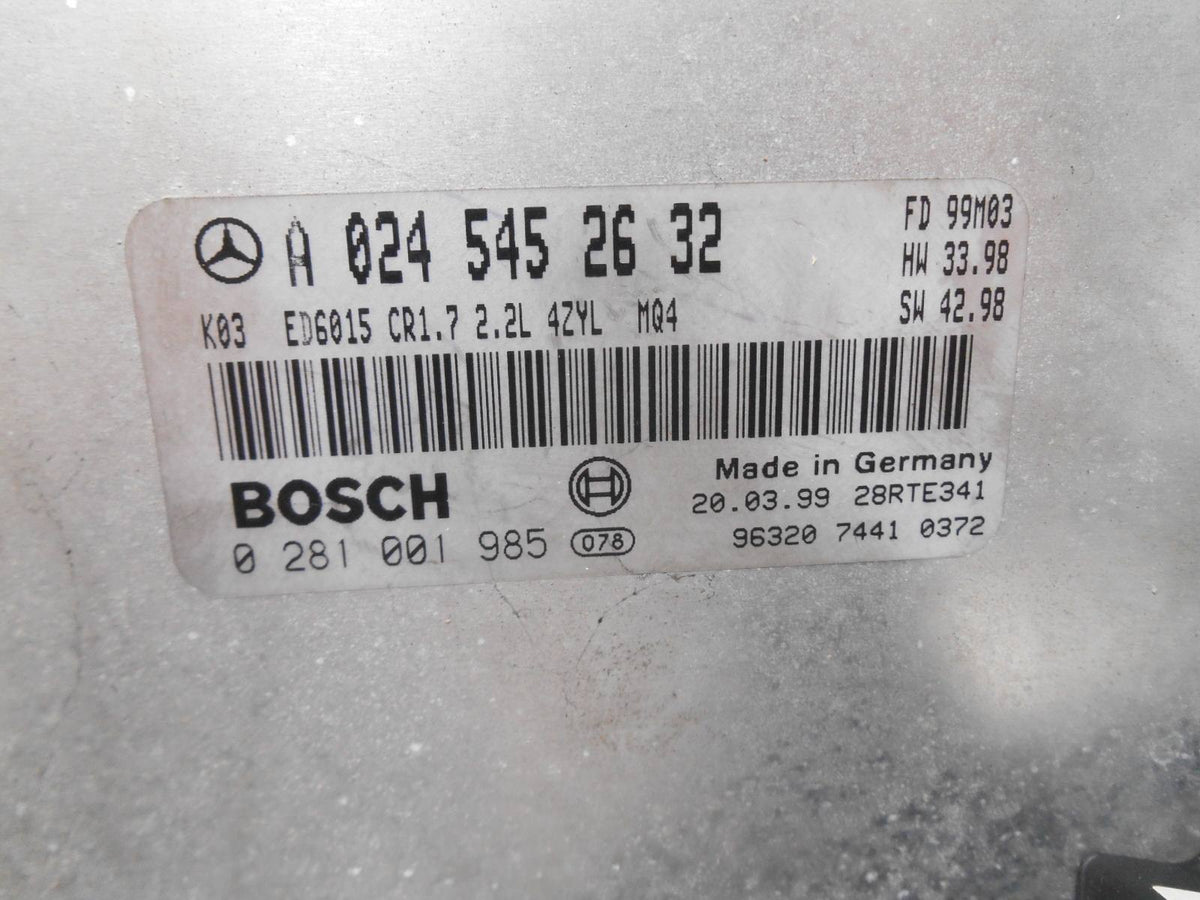 A 024 545 26 32
FD 99M03
HW 33.98
K03 ED6015 CR1.7 2.2L 4ZYL MQ4
SW 42.98
BOSCH
Made in Germany
20.03.99 28RTE341
0 281 001 985 078
96320 7441 0372